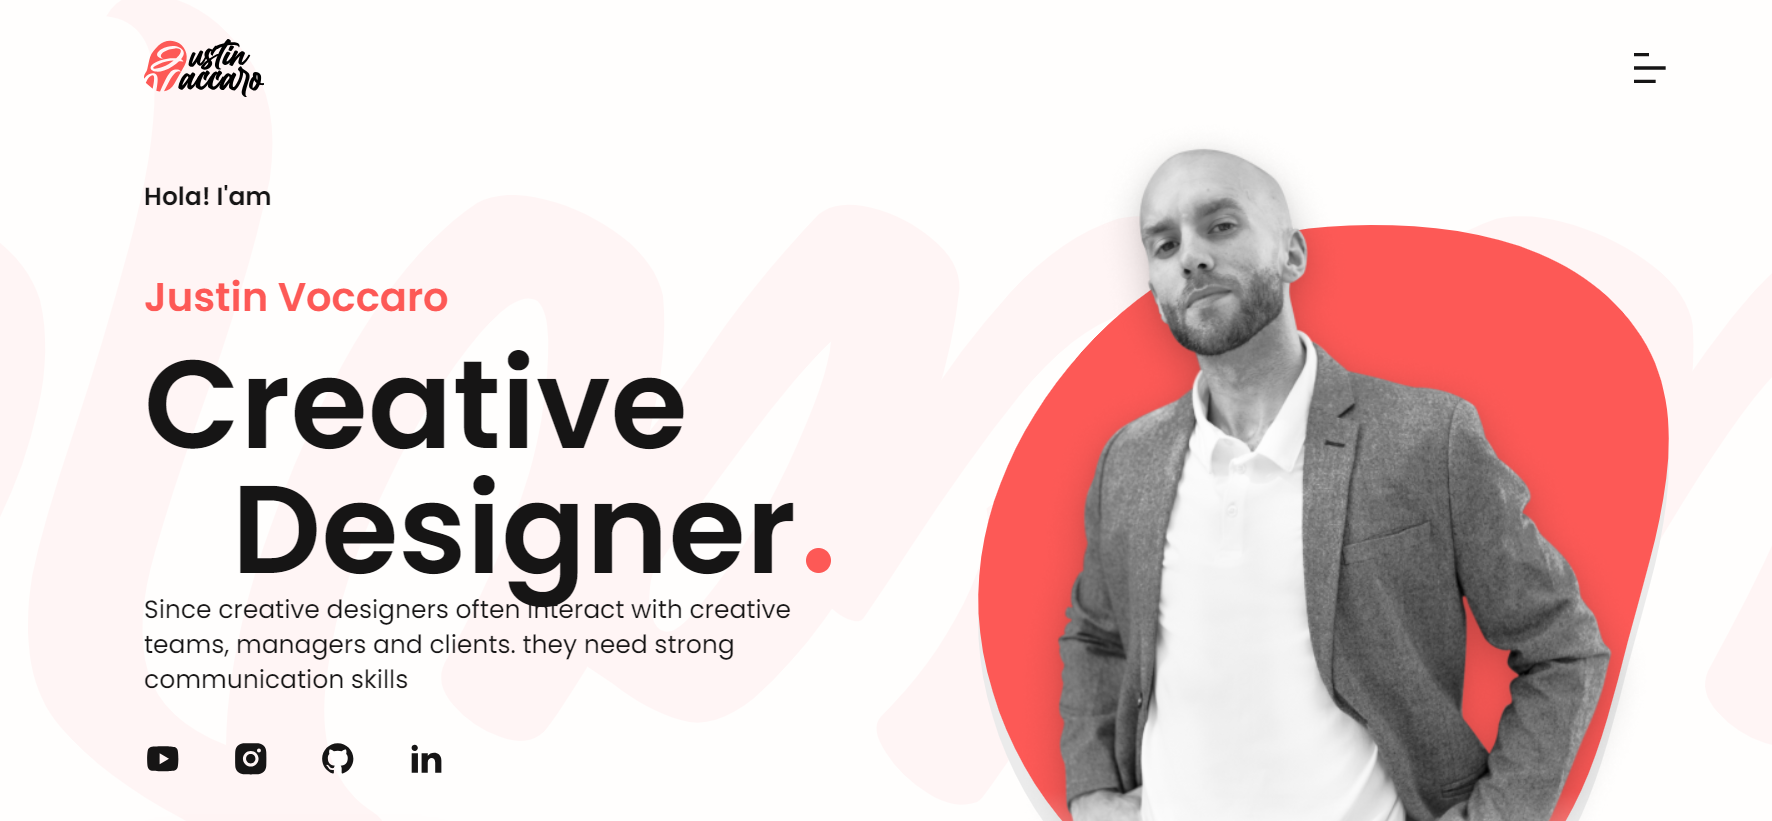 Justin
Vaccaro
Hola! I'am
Justin Voccaro
Creative
Designer.
Since creative designers often interact with creative
teams, managers and clients. they need strong
communication skills
in